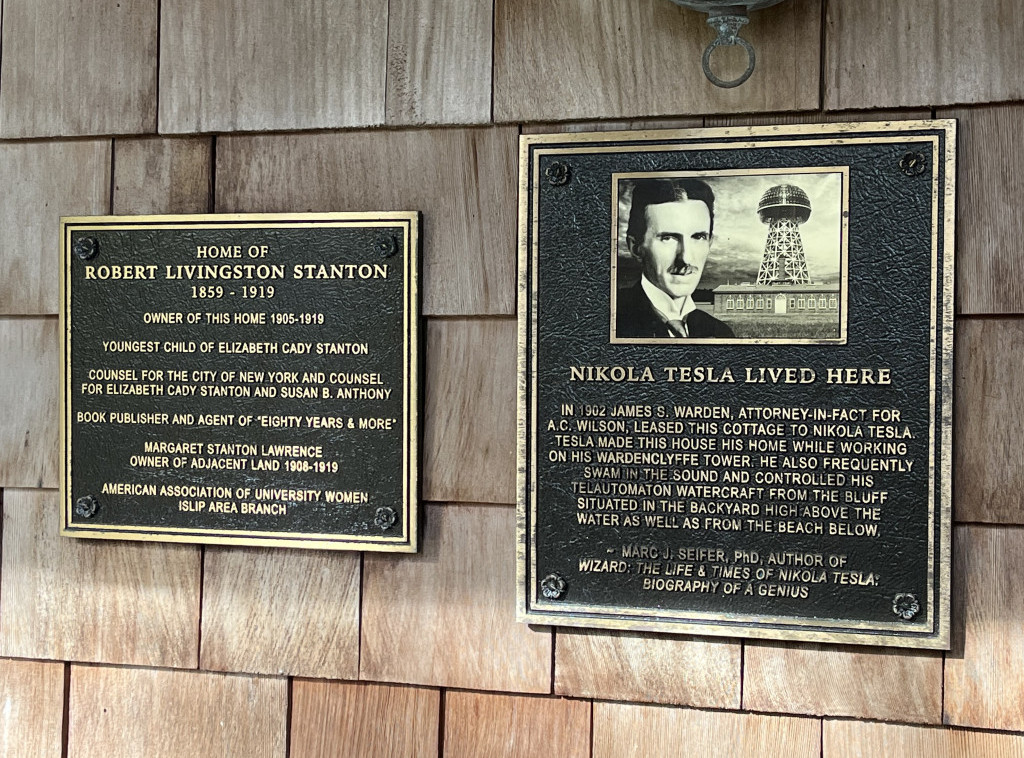 HOME OF
ROBERT LIVINGSTON STANTON
1859 - 1919
OWNER OF THIS HOME 1905-1919
YOUNGEST CHILD OF ELIZABETH CADY STANTON
COUNSEL FOR THE CITY OF NEW YORK AND COUNSEL
FOR ELIZABETH CADY STANTON AND SUSAN B. ANTHONY
BOOK PUBLISHER AND AGENT OF "EIGHTY YEARS & MORE"
MARGARET STANTON LAWRENCE
OWNER OF ADJACENT LAND 1908-1919
AMERICAN ASSOCIATION OF UNIVERSITY WOMEN
ISLIP AREA BRANCH
NIKOLA TESLA LIVED HERE
IN 1902 JAMES S. WARDEN, ATTORNEY-IN-FACT FOR
A.C. WILSON, LEASED THIS COTTAGE TO NIKOLA TESLA.
TESLA MADE THIS HOUSE HIS HOME WHILE WORKING
ON HIS WARDENCLYFFE TOWER. HE ALSO FREQUENTLY
SWAM IN THE SOUND AND CONTROLLED HIS
TELAUTOMATON WATERCRAFT FROM THE BLUFF
SITUATED IN THE BACKYARD HIGH ABOVE THE
WATER AS WELL AS FROM THE BEACH BELOW.
~ MARC J. SEIFER, PhD, AUTHOR OF
WIZARD: THE LIFE & TIMES OF NIKOLA TESLA:
BIOGRAPHY OF A GENIUS